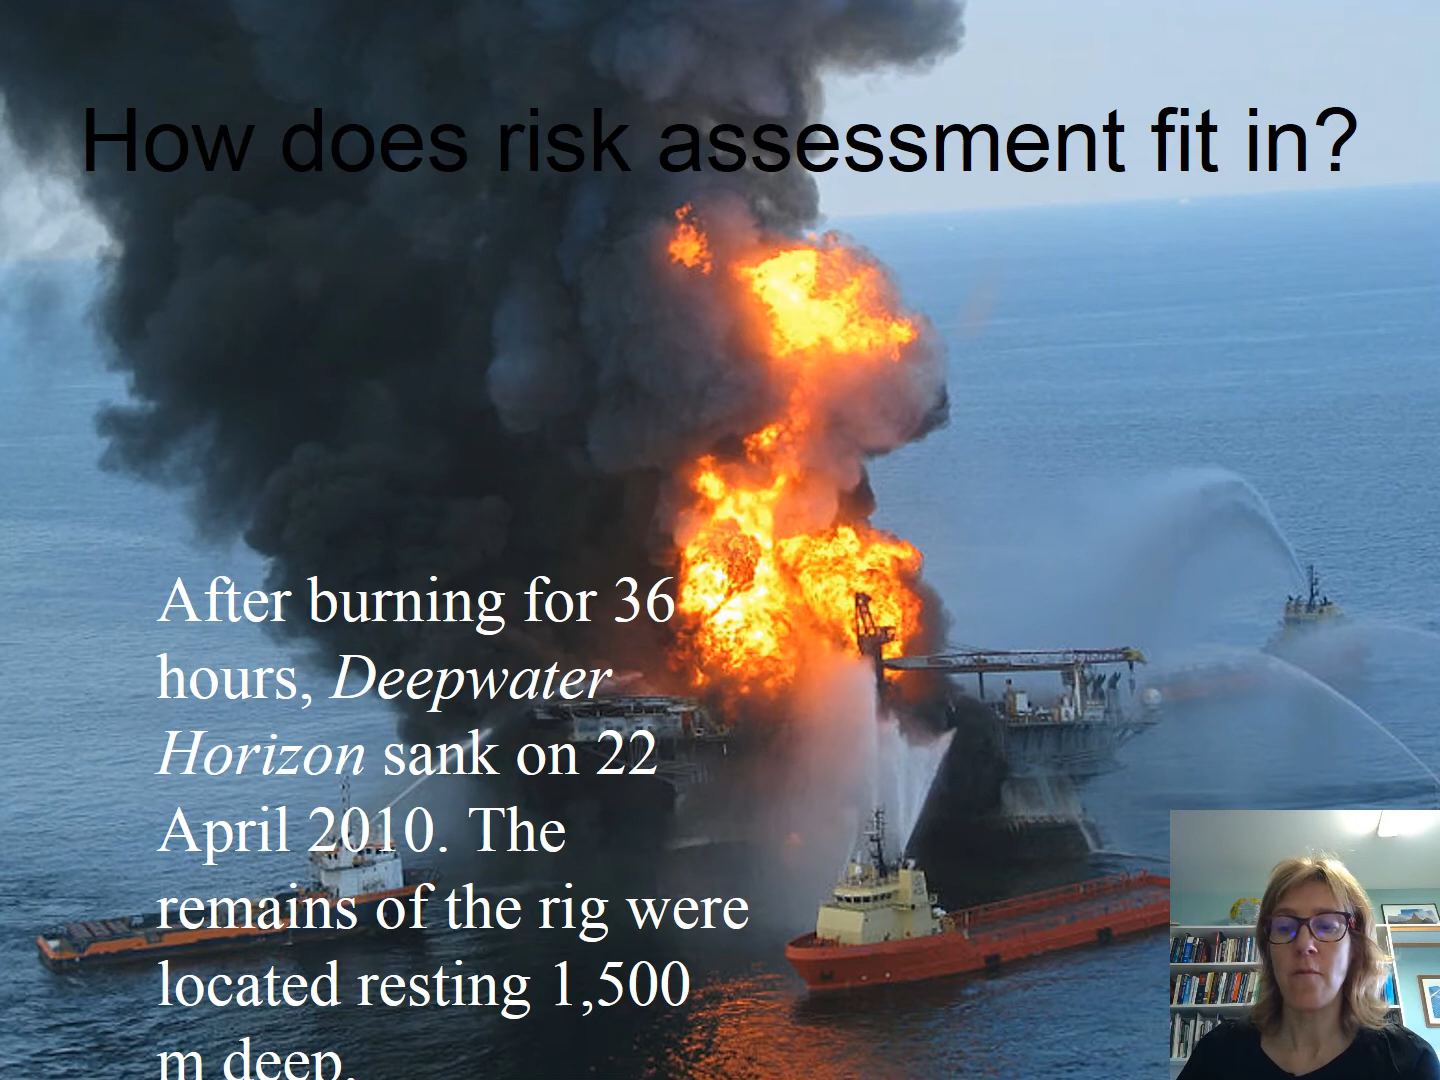 How does risk assessment fit in?
After burning for 36
hours, Deepwater
Horizon sank on 22
April 2010. The
remains of the rig were
located resting 1,500
m deep.